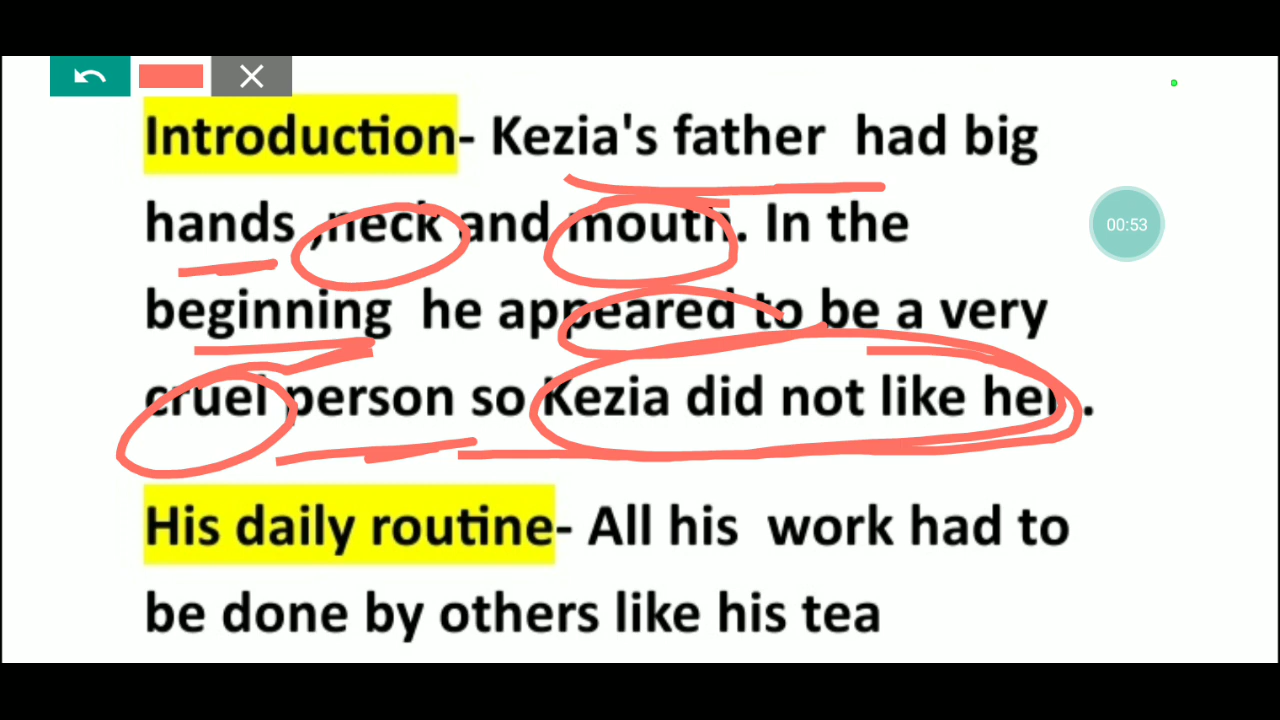 Introduction- Kezia's father had big
00:53
hands ,neck and mouth. In the
beginning he appeared to be a very
cruel person so Kezia did not like her .
His daily routine- All his work had to
be done by others like his tea